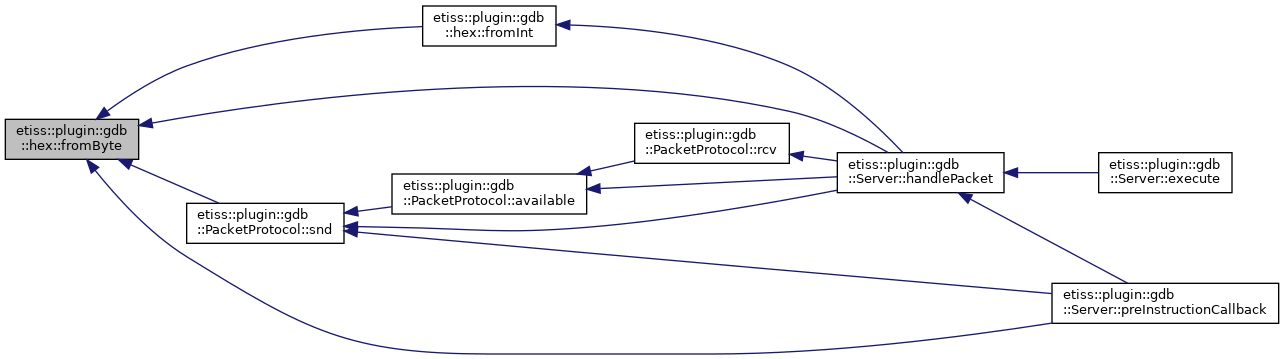 etiss::plugin::gdb
::hex::fromInt
etiss::plugin::gdb
::hex::fromByte
etiss::plugin::gdb
::PacketProtocol::rcv
etiss::plugin::gdb
::Server::handlePacket
etiss::plugin::gdb
::Server::execute
etiss::plugin::gdb
::PacketProtocol::available
etiss::plugin::gdb
::PacketProtocol::snd
etiss::plugin::gdb
::Server::preInstructionCallback